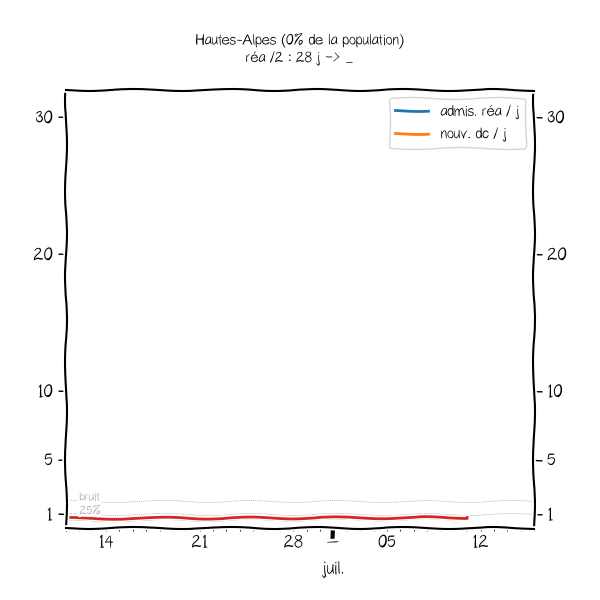 Hautes-Alpes (0% de la population)
réa /2 : 28 j -> _
admis. réa / j
nouv. dc / j
30
30
20
20
10
10
5
5
bruit
25%
1
1
14
21
28
05
12
juil.